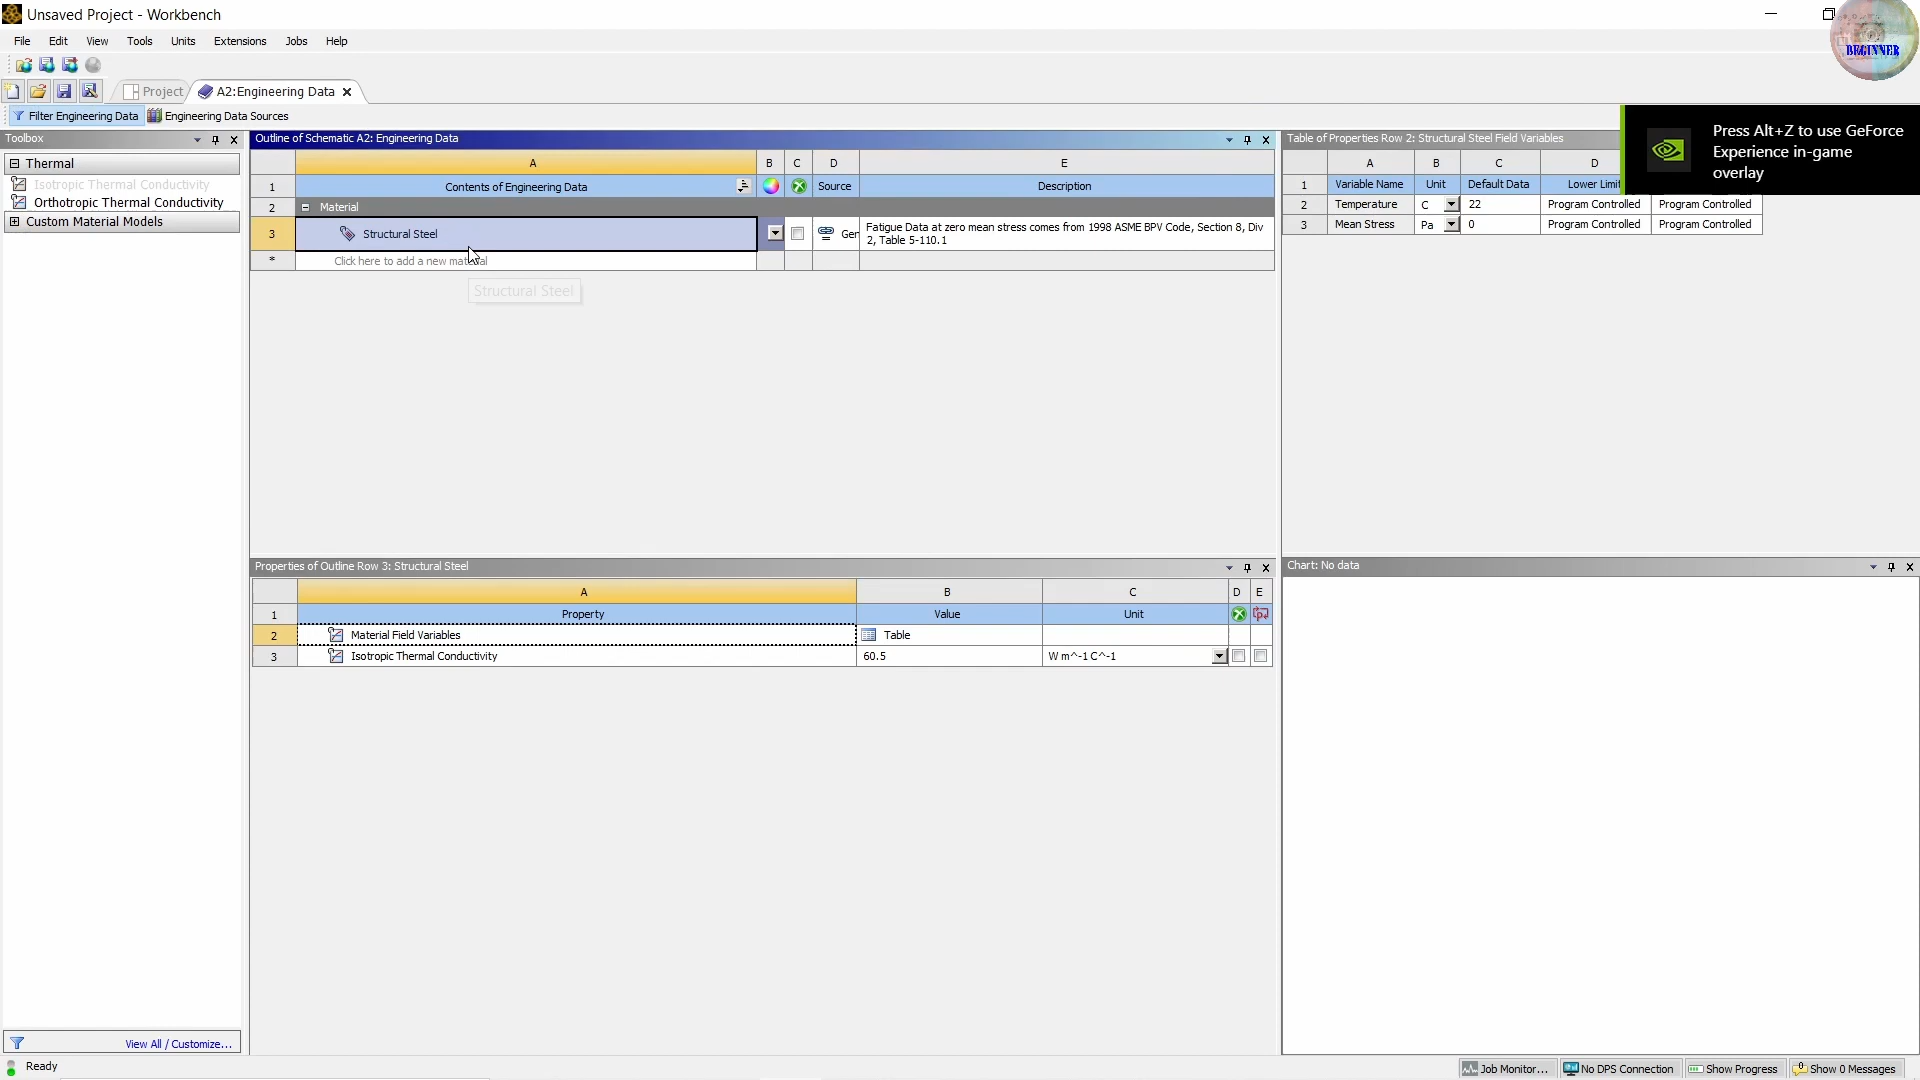 Unsaved Project - Workbench
File Edit View Tools Units Extensions Jobs Help
BEGINNER
Project A2:Engineering Data
Filter Engineering Data Engineering Data Sources
Press Alt+Z to use GeForce
Experience in-game
overlay
Toolbox
Thermal
Isotropic Thermal Conductivity
Orthotropic Thermal Conductivity
Custom Material Models
View All / Customize...
Outline of Schematic A2: Engineering Data
A B C D E
1 Contents of Engineering Data Source Description
2 Material
3 Structural Steel Gen Fatigue Data at zero mean stress comes from 1998 ASME BPV Code, Section 8, Div
2, Table 5-110.1
* Click here to add a new material
Structural Steel
Table of Properties Row 2: Structural Steel Field Variables
A B C D
1 Variable Name Unit Default Data Lower Limit
2 Temperature C 22 Program Controlled Program Controlled
3 Mean Stress Pa 0 Program Controlled Program Controlled
Properties of Outline Row 3: Structural Steel
A B C D E
1 Property Value Unit
2 Material Field Variables Table
3 Isotropic Thermal Conductivity 60.5 W m^-1 C^-1
Chart: No data
Ready
Job Monitor... No DPS Connection Show Progress Show 0 Messages